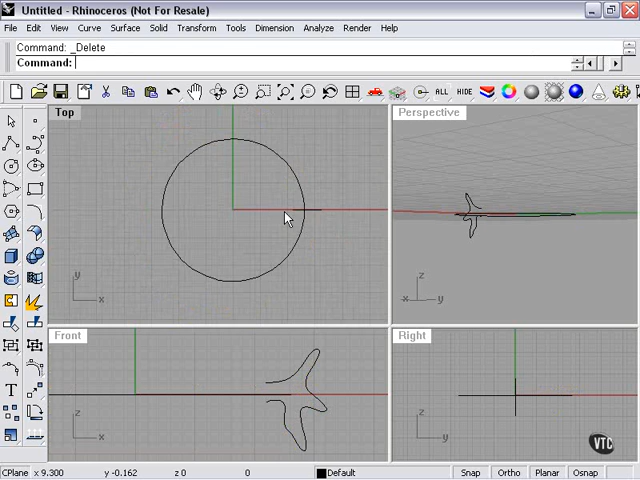 Untitled - Rhinoceros (Not For Resale)
File Edit View Curve Surface Solid Transform Tools Dimension Analyze Render Help
Command: _Delete
Command:
ALL HIDE
Top
y
x
Perspective
z
x y
Front
z
x
Right
z
y
T
VTC
CPlane x 9.300 y -0.162 z 0 0 Default Snap Ortho Planar Osnap